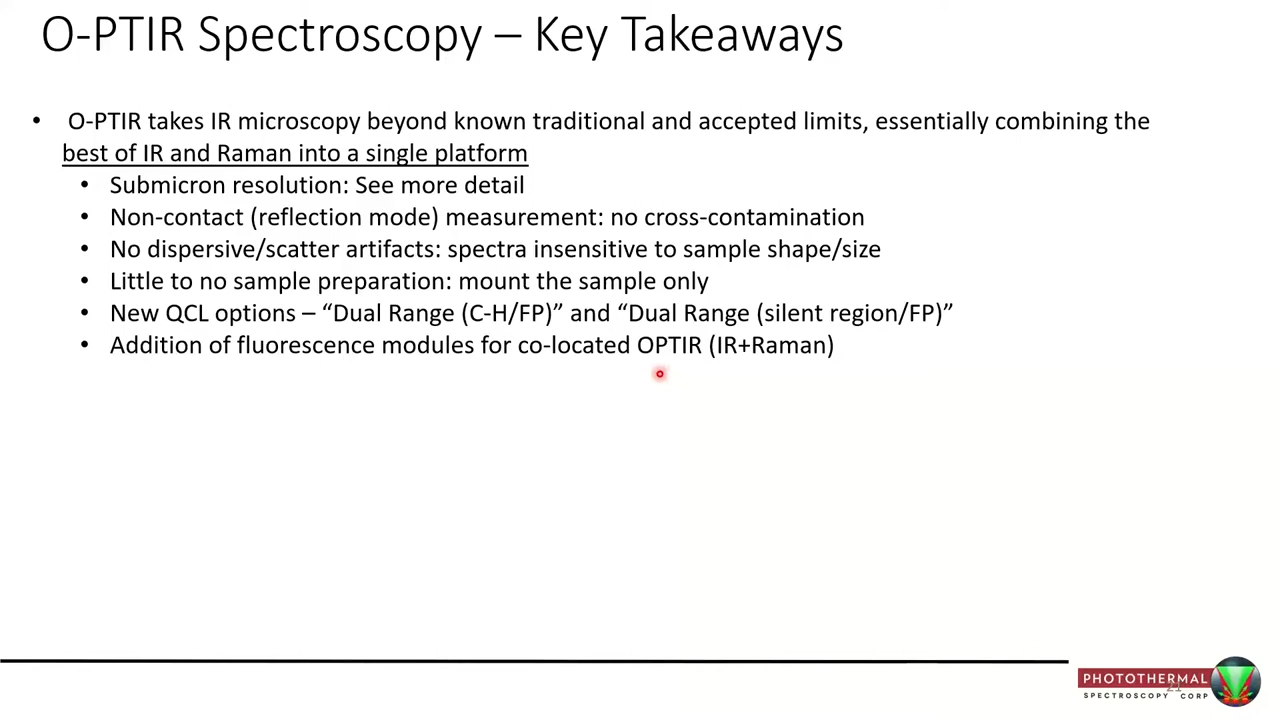 O-PTIR Spectroscopy – Key Takeaways
• O-PTIR takes IR microscopy beyond known traditional and accepted limits, essentially combining the
best of IR and Raman into a single platform
• Submicron resolution: See more detail
• Non-contact (reflection mode) measurement: no cross-contamination
• No dispersive/scatter artifacts: spectra insensitive to sample shape/size
• Little to no sample preparation: mount the sample only
• New QCL options – “Dual Range (C-H/FP)” and “Dual Range (silent region/FP)”
• Addition of fluorescence modules for co-located OPTIR (IR+Raman)
PHOTOTHERMAL
21
SPECTROSCOPY CORP